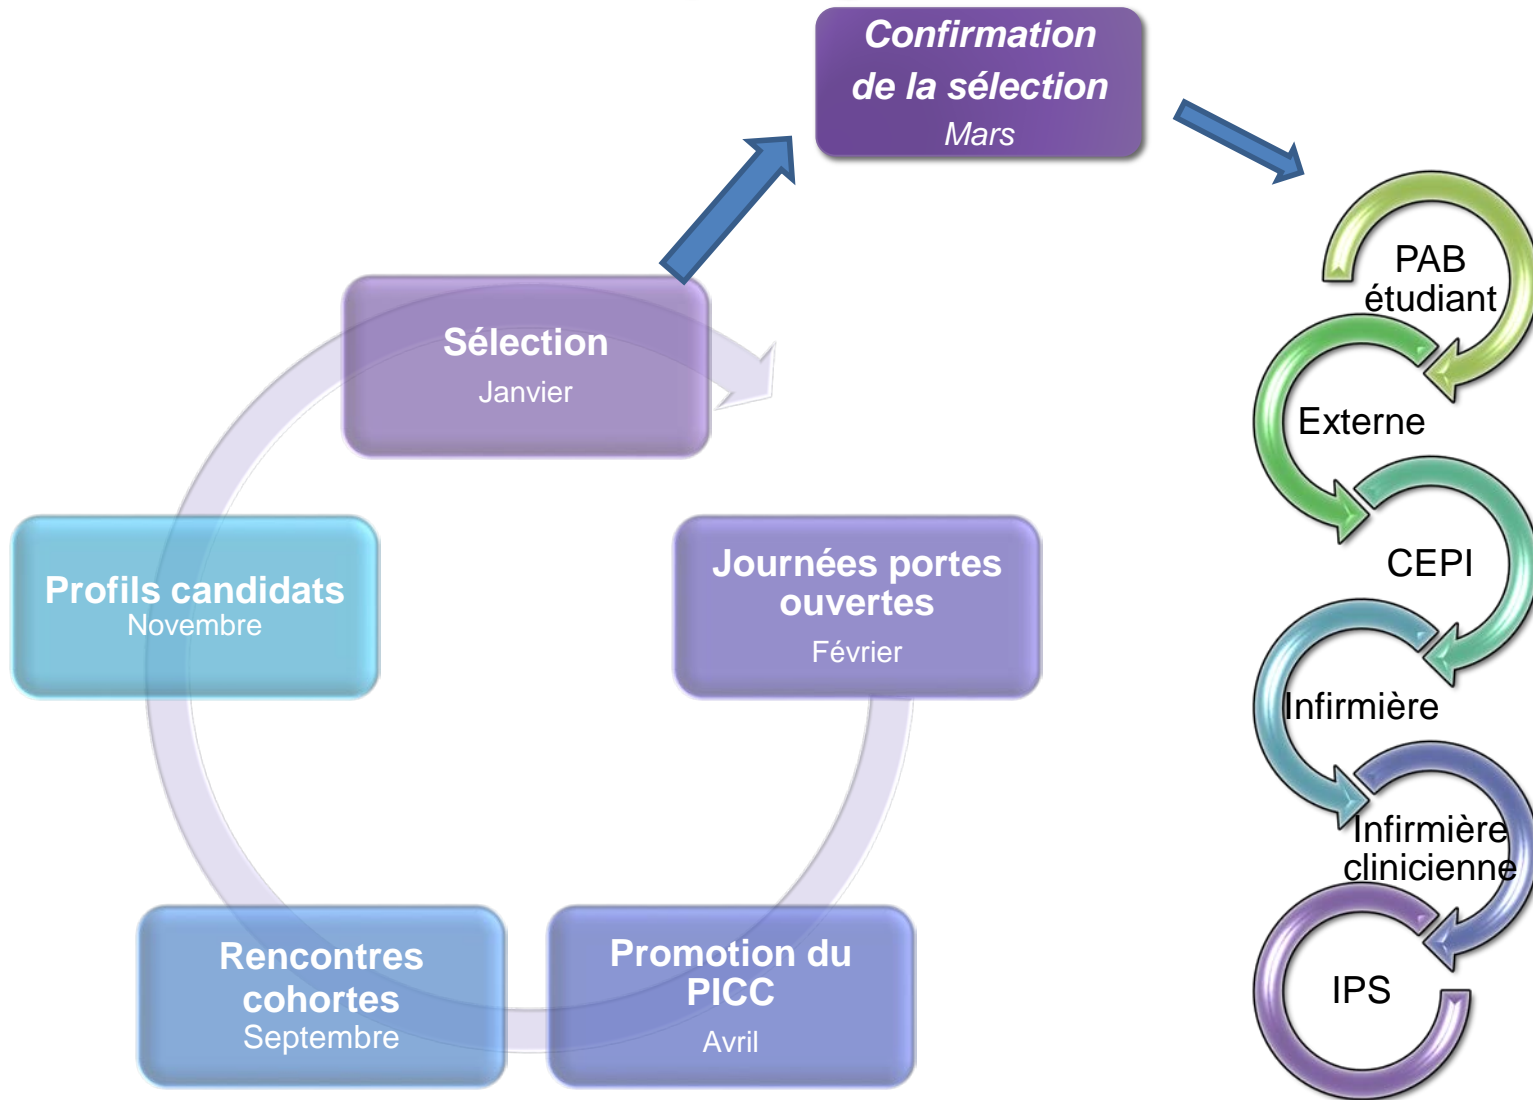 Confirmation
de la sélection
Mars
Sélection
Janvier
Journées portes
ouvertes
Février
Promotion du
PICC
Avril
Rencontres
cohortes
Septembre
Profils candidats
Novembre
PAB
étudiant
Externe
CEPI
Infirmière
Infirmière
clinicienne
IPS